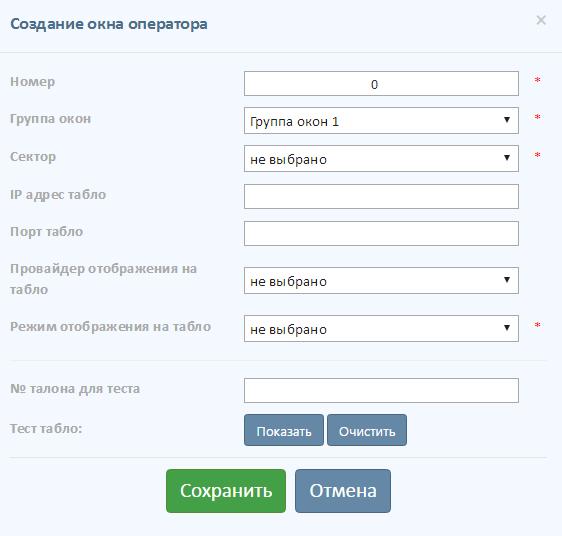 Создание окна оператора ×
Номер 0 *
Группа окон Группа окон 1 *
Сектор не выбрано *
IP адрес табло
Порт табло
Провайдер отображения на
табло не выбрано
Режим отображения на табло не выбрано *
№ талона для теста
Тест табло: Показать Очистить
Сохранить Отмена